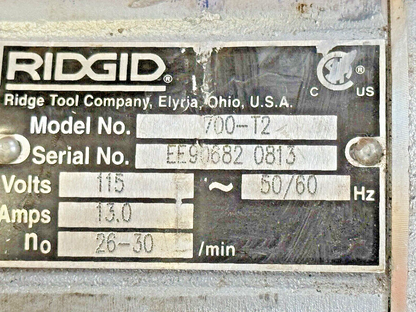 RIDGID®
Ridge Tool Company, Elyria, Ohio, U.S.A.
C US ®
Model No. 700-T2
Serial No. EE90682 0813
Volts 115 ~ 50/60 Hz
Amps 13.0
no 26-30 /min